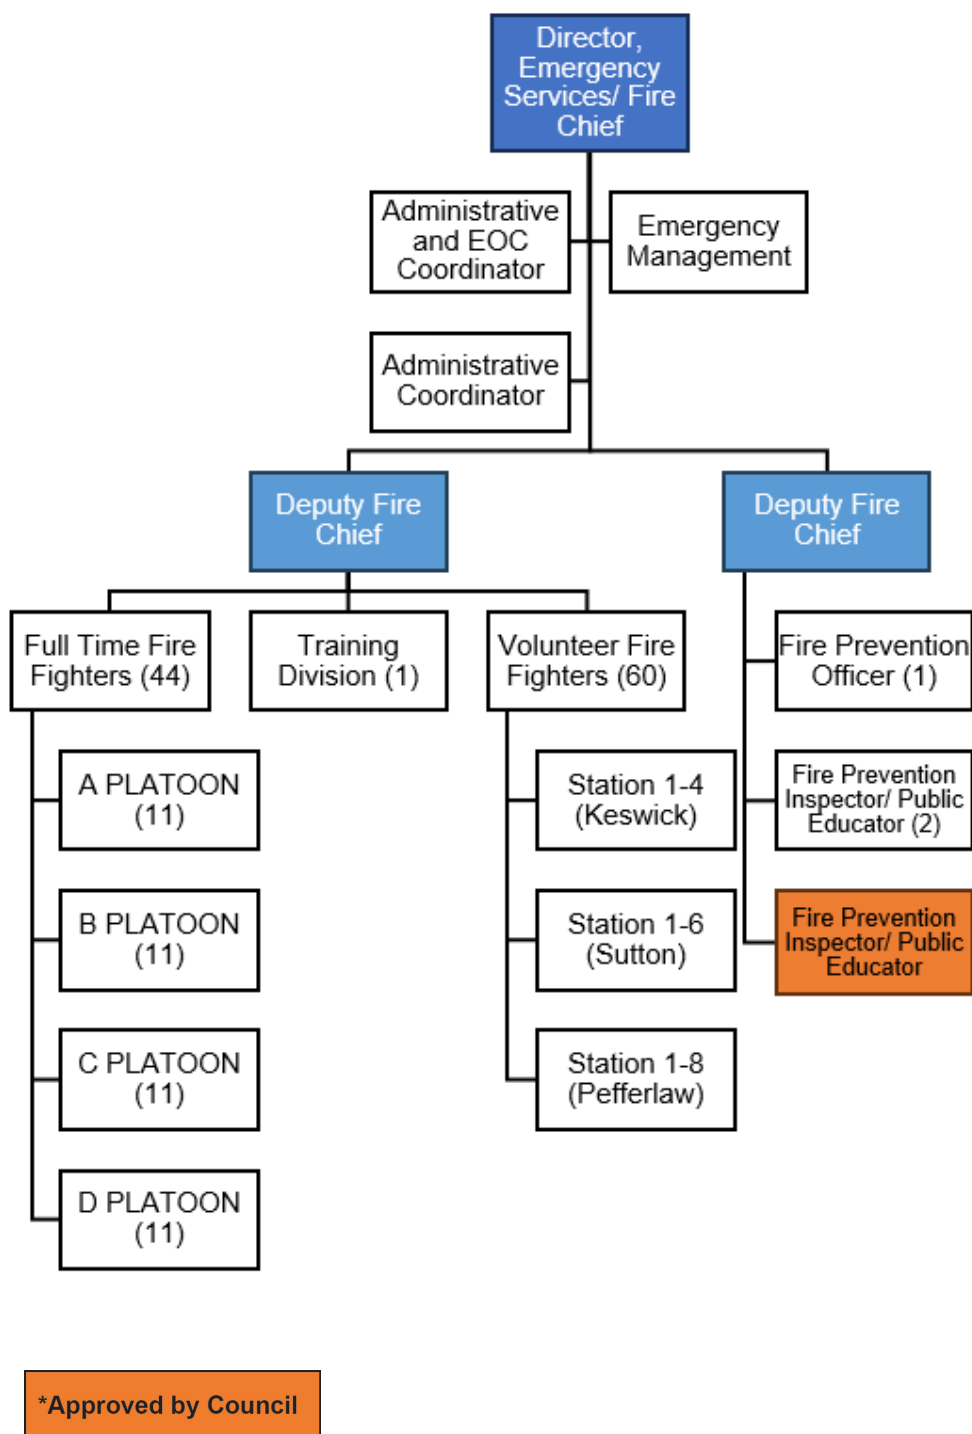 Director,
Emergency
Services/ Fire
Chief
Administrative
and EOC
Coordinator
Emergency
Management
Administrative
Coordinator
Deputy Fire
Chief
Deputy Fire
Chief
Full Time Fire
Fighters (44)
Training
Division (1)
Volunteer Fire
Fighters (60)
Fire Prevention
Officer (1)
A PLATOON
(11)
Station 1-4
(Keswick)
Fire Prevention
Inspector/ Public
Educator (2)
B PLATOON
(11)
Station 1-6
(Sutton)
Fire Prevention
Inspector/ Public
Educator
C PLATOON
(11)
Station 1-8
(Pefferlaw)
D PLATOON
(11)
*Approved by Council